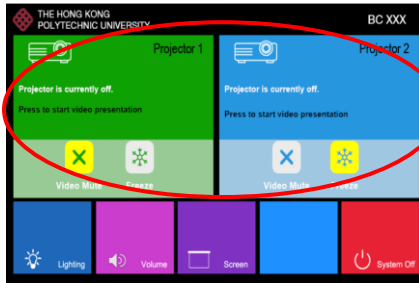 THE HONG KONG
POLYTECHNIC UNIVERSITY
BC XXX
Projector 1
Projector is currently off.
Press to start video presentation
Video Mute
Freeze
Projector 2
Projector is currently off.
Press to start video presentation
Video Mute
Freeze
Lighting
Volume
Screen
System Off